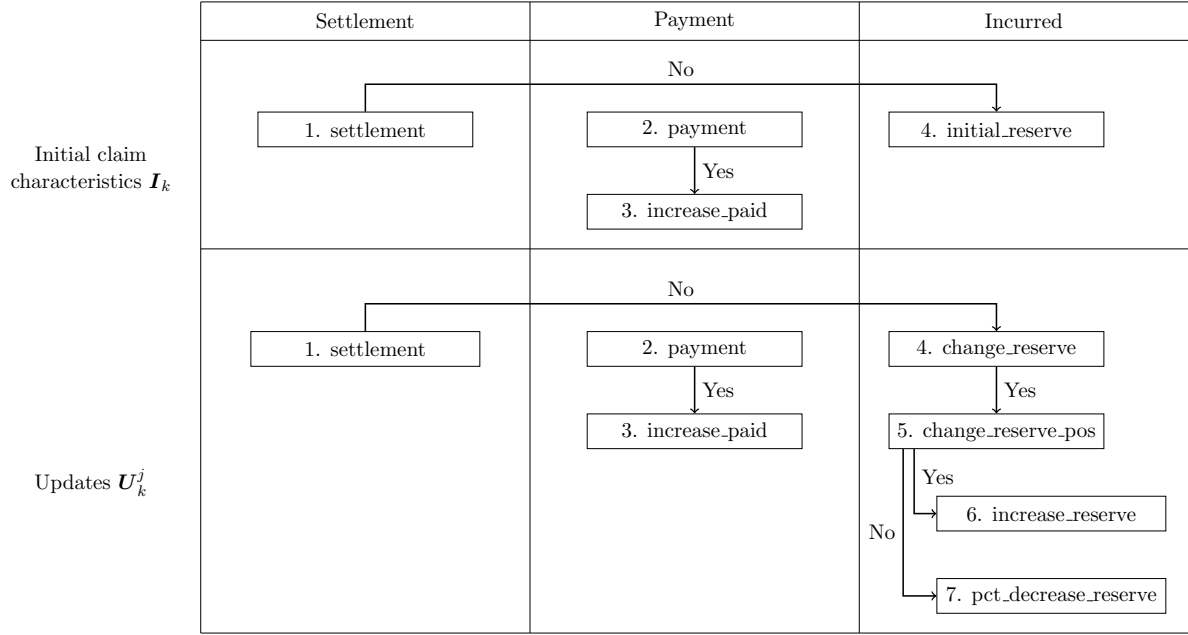 Settlement
Payment
Incurred
No
1. settlement
2. payment
4. initial_reserve
Initial claim
characteristics I_k
Yes
3. increase_paid
No
1. settlement
2. payment
4. change_reserve
Yes
Yes
3. increase_paid
5. change_reserve_pos
Updates U_k^j
Yes
6. increase_reserve
No
7. pct_decrease_reserve